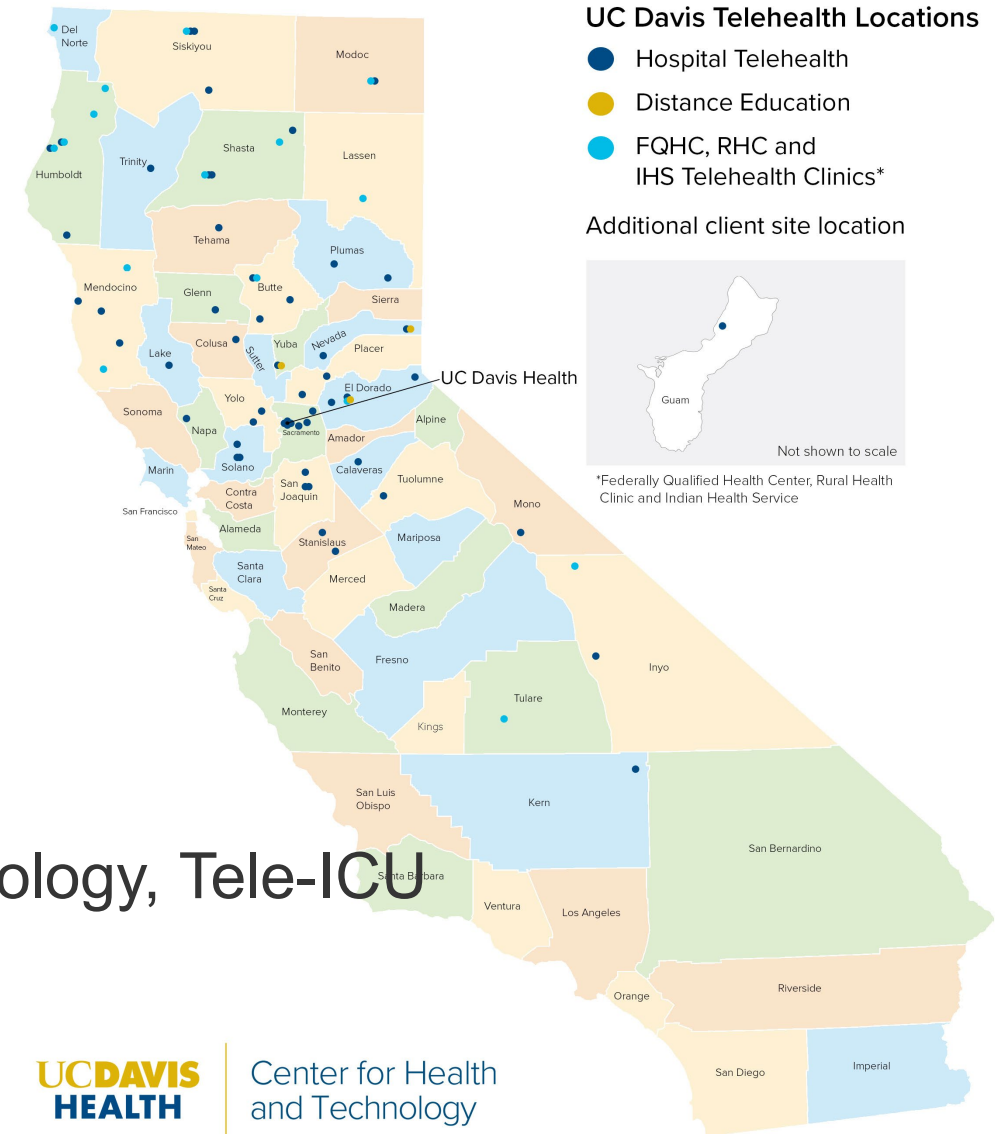 UC Davis Telehealth Locations
Hospital Telehealth
Distance Education
FQHC, RHC and
IHS Telehealth Clinics*
Additional client site location
Guam
Not shown to scale
*Federally Qualified Health Center, Rural Health
Clinic and Indian Health Service
Del
Norte
Siskiyou
Modoc
Humboldt
Trinity
Shasta
Lassen
Tehama
Plumas
Mendocino
Glenn
Butte
Sierra
Lake
Colusa
Sutter
Yuba
Nevada
Placer
UC Davis Health
Sonoma
Napa
Yolo
Sacramento
El Dorado
Amador
Alpine
Marin
Solano
Calaveras
Tuolumne
Contra
Costa
San
Joaquin
Mono
San Francisco
San
Mateo
Alameda
Stanislaus
Mariposa
Santa
Clara
Santa
Cruz
Merced
Madera
San
Benito
Fresno
Inyo
Monterey
Kings
Tulare
San Luis
Obispo
Kern
San Bernardino
ology, Tele-ICU
Santa Barbara
Ventura
Los Angeles
Orange
Riverside
San Diego
Imperial
UCDAVIS
HEALTH
Center for Health
and Technology